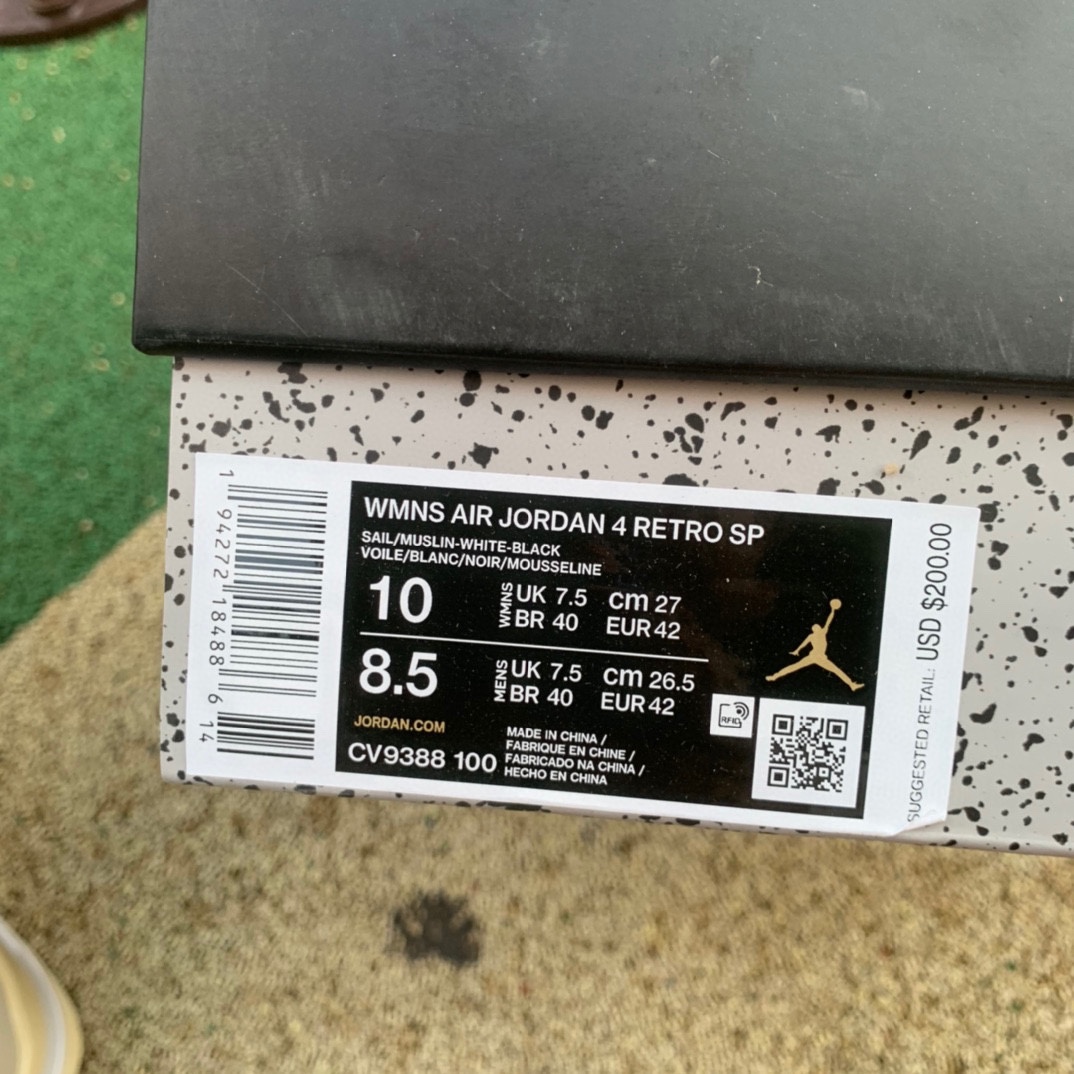 WMNS AIR JORDAN 4 RETRO SP
SAIL/MUSLIN-WHITE-BLACK
VOILE/BLANC/NOIR/MOUSSELINE
10
WMNS
UK 7.5 cm 27
BR 40 EUR 42
8.5
MENS
UK 7.5 cm 26.5
BR 40 EUR 42
JORDAN.COM
CV9388 100
MADE IN CHINA /
FABRIQUE EN CHINE /
FABRICADO NA CHINA /
HECHO EN CHINA
RFID
1 94272 18488 6 14
SUGGESTED RETAIL: USD $200.00